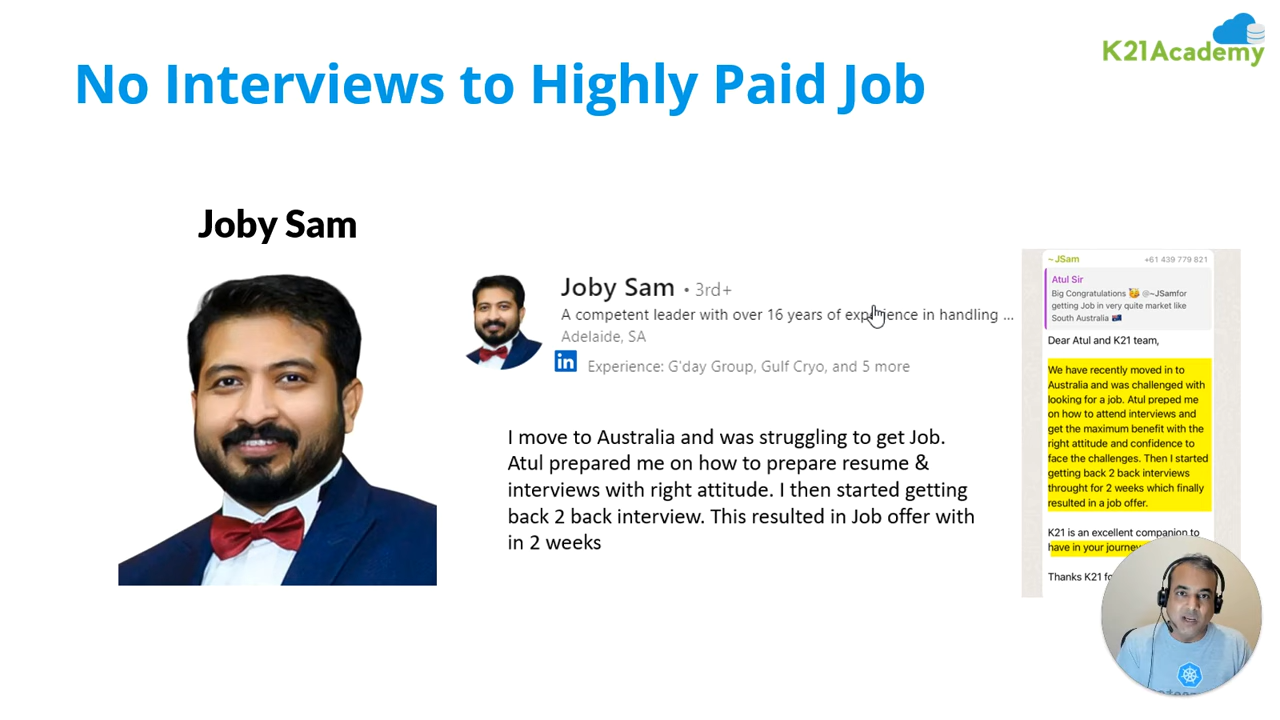 K21Academy
No Interviews to Highly Paid Job
Joby Sam
Joby Sam • 3rd+
A competent leader with over 16 years of experience in handling ...
Adelaide, SA
in
Experience: G'day Group, Gulf Cryo, and 5 more
I move to Australia and was struggling to get Job.
Atul prepared me on how to prepare resume &
interviews with right attitude. I then started getting
back 2 back interview. This resulted in Job offer with
in 2 weeks
~JSam +61 439 779 821
Atul Sir
Big Congratulations 🥳 @~JSamfor
getting Job in very quite market like
South Australia 🇦🇺
Dear Atul and K21 team,
We have recently moved in to
Australia and was challenged with
looking for a job. Atul preped me
on how to attend interviews and
get the maximum benefit with the
right attitude and confidence to
face the challenges. Then I started
getting back 2 back interviews
throught for 2 weeks which finally
resulted in a job offer.
K21 is an excellent companion to
have in your journey
Thanks K21